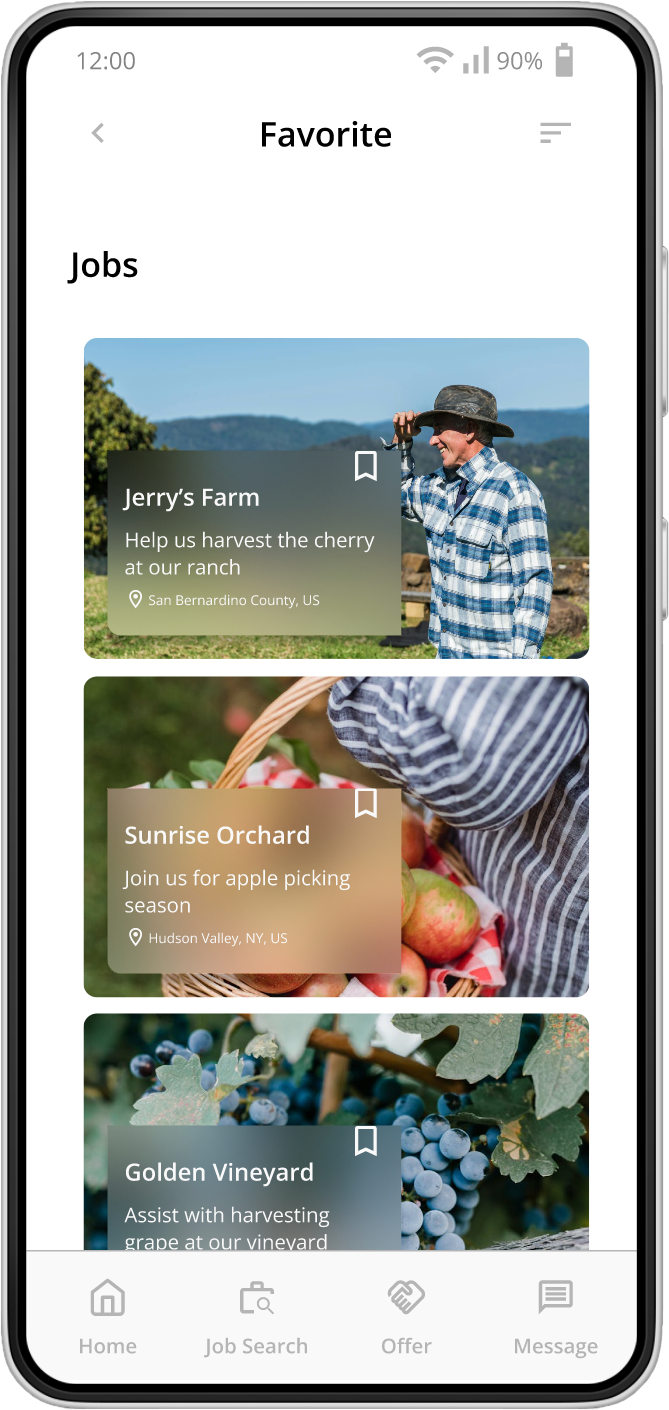 12:00 90%
Favorite
Jobs
Jerry’s Farm
Help us harvest the cherry
at our ranch
San Bernardino County, US
Sunrise Orchard
Join us for apple picking
season
Hudson Valley, NY, US
Golden Vineyard
Assist with harvesting
grape at our vineyard
Home Job Search Offer Message